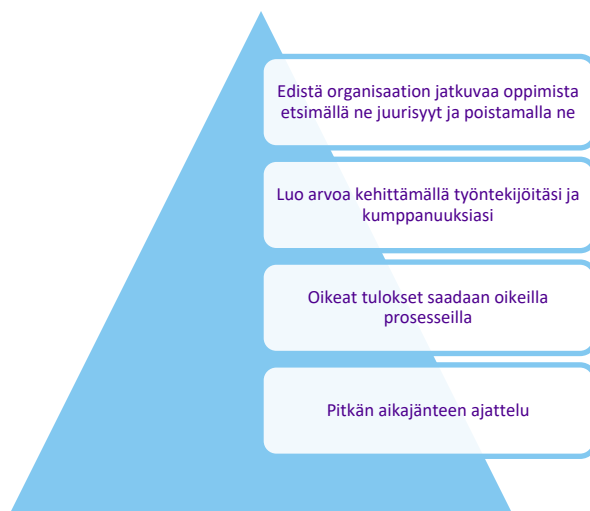 Edistä organisaation jatkuvaa oppimista
etsimällä ne juurisyyt ja poistamalla ne
Luo arvoa kehittämällä työntekijöitäsi ja
kumppanuuksiasi
Oikeat tulokset saadaan oikeilla
prosesseilla
Pitkän aikajänteen ajattelu